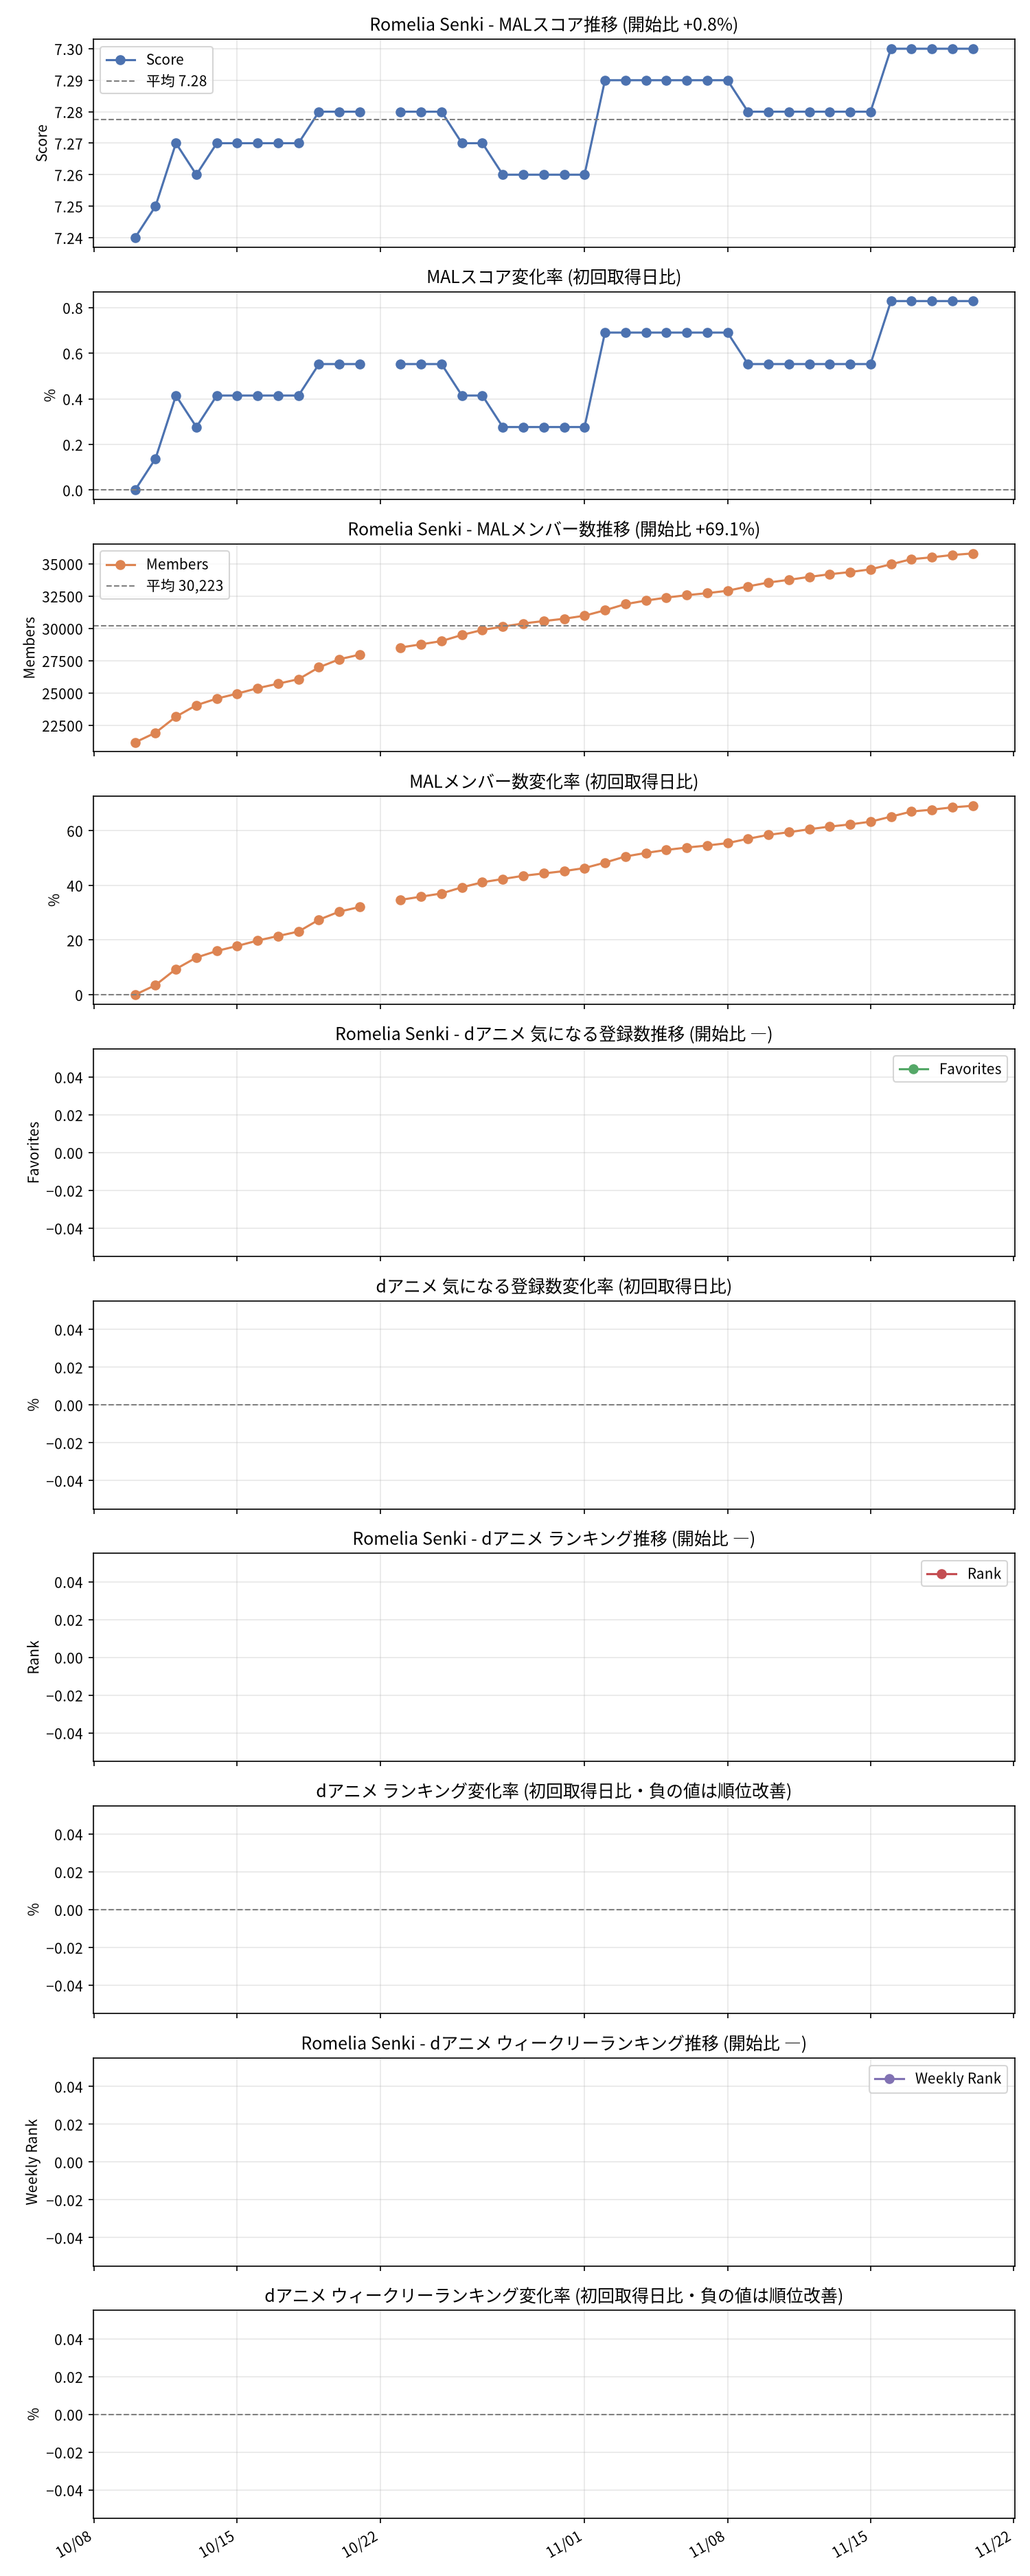 Romelia Senki - MALスコア推移 (開始比 +0.8%)
7.30
7.29
7.28
7.27
7.26
7.25
7.24
Score
Score
平均 7.28
MALスコア変化率 (初回取得日比)
0.8
0.6
0.4
0.2
0.0
%
Romelia Senki - MALメンバー数推移 (開始比 +69.1%)
35000
32500
30000
27500
25000
22500
Members
Members
平均 30,223
MALメンバー数変化率 (初回取得日比)
60
40
20
0
%
Romelia Senki - dアニメ 気になる登録数推移 (開始比 —)
0.04
0.02
0.00
−0.02
−0.04
Favorites
Favorites
dアニメ 気になる登録数変化率 (初回取得日比)
0.04
0.02
0.00
−0.02
−0.04
%
Romelia Senki - dアニメ ランキング推移 (開始比 —)
0.04
0.02
0.00
−0.02
−0.04
Rank
Rank
dアニメ ランキング変化率 (初回取得日比・負の値は順位改善)
0.04
0.02
0.00
−0.02
−0.04
%
Romelia Senki - dアニメ ウィークリーランキング推移 (開始比 —)
0.04
0.02
0.00
−0.02
−0.04
Weekly Rank
Weekly Rank
dアニメ ウィークリーランキング変化率 (初回取得日比・負の値は順位改善)
0.04
0.02
0.00
−0.02
−0.04
%
10/08
10/15
10/22
11/01
11/08
11/15
11/22